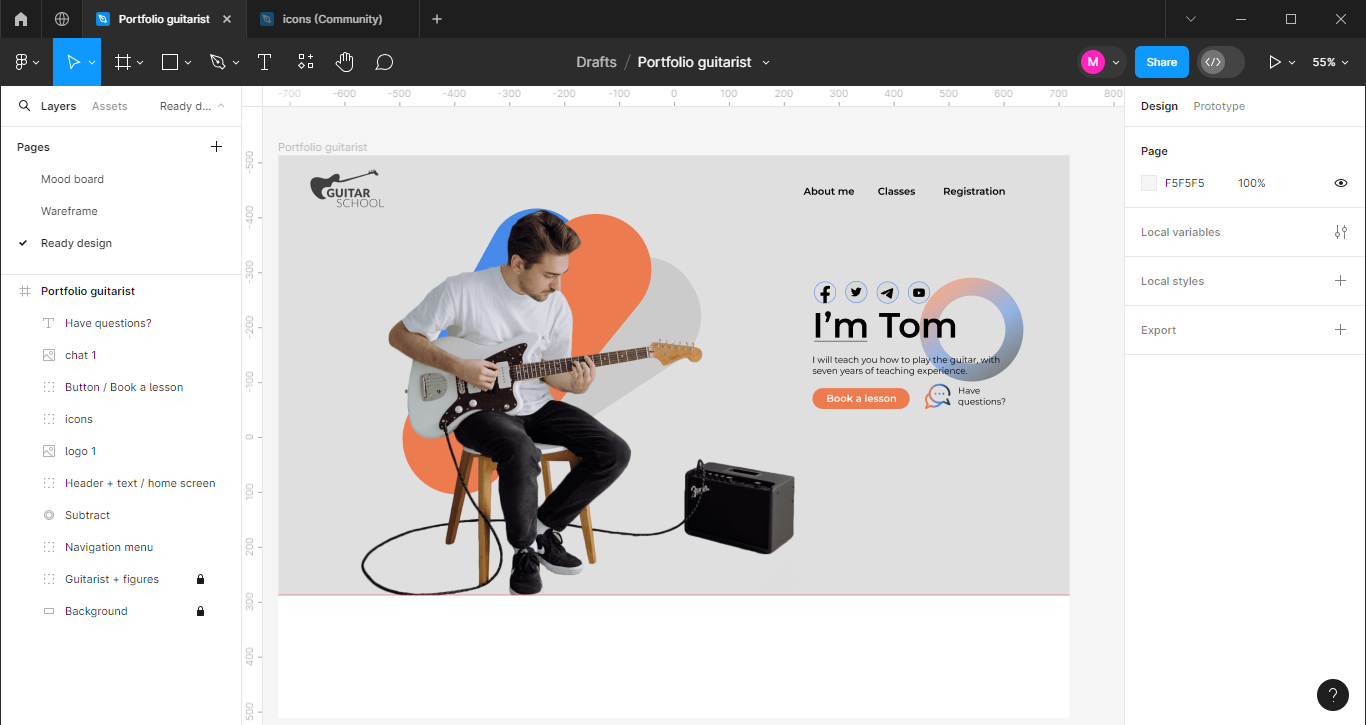 Portfolio guitarist
icons (Community)
Drafts / Portfolio guitarist
M
Share
55%
Layers
Assets
Ready d...
Pages
Mood board
Wareframe
Ready design
Portfolio guitarist
Have questions?
chat 1
Button / Book a lesson
icons
logo 1
Header + text / home screen
Subtract
Navigation menu
Guitarist + figures
Background
-700 -600 -500 -400 -300 -200 -100 0 100 200 300 400 500 600 700 800
-500
-400
-300
-200
-100
0
100
200
300
400
500
Portfolio guitarist
GUITAR
SCHOOL
About me
Classes
Registration
I'm Tom
I will teach you how to play the guitar, with
seven years of teaching experience.
Book a lesson
Have
questions?
Fender
Design
Prototype
Page
F5F5F5
100%
Local variables
Local styles
Export
?